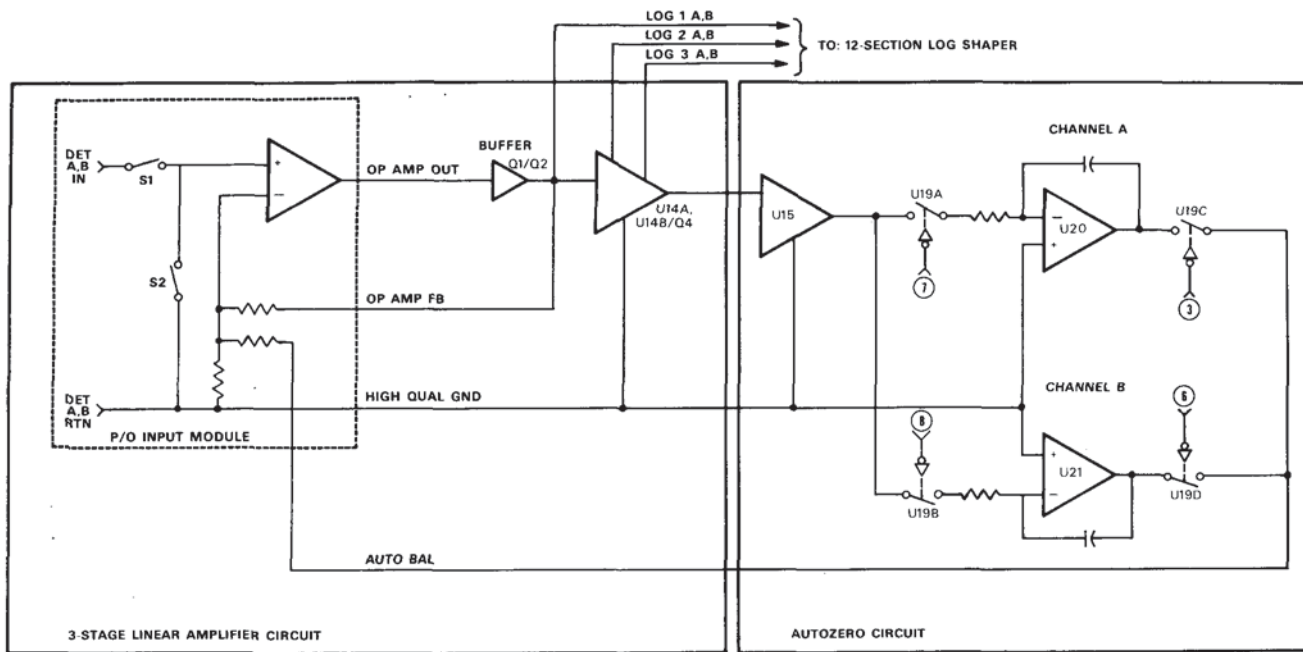 LOG 1 A,B
LOG 2 A,B
LOG 3 A,B
TO: 12-SECTION LOG SHAPER
DET
A,B
IN
S1
S2
+
−
OP AMP OUT
BUFFER
Q1/Q2
U14A,
U14B/Q4
OP AMP FB
HIGH QUAL GND
DET
A,B
RTN
P/O INPUT MODULE
AUTO BAL
3-STAGE LINEAR AMPLIFIER CIRCUIT
U15
CHANNEL A
U19A
7
−
U20
+
U19C
3
CHANNEL B
8
U19B
+
U21
−
6
U19D
AUTOZERO CIRCUIT